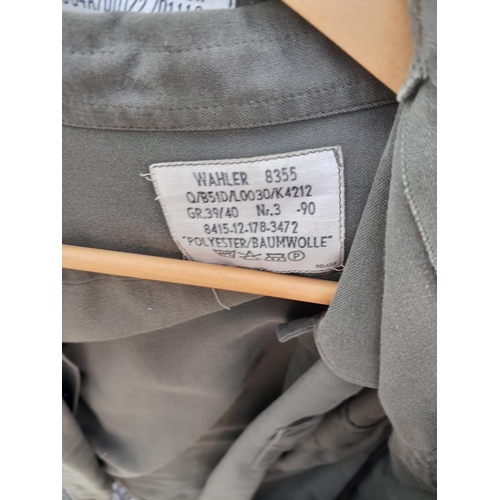 WAHLER 8355
Q/B51D/L0030/K4212
GR.39/40 Nr.3 -90
8415-12-178-3472
"POLYESTER/BAUMWOLLE"
P